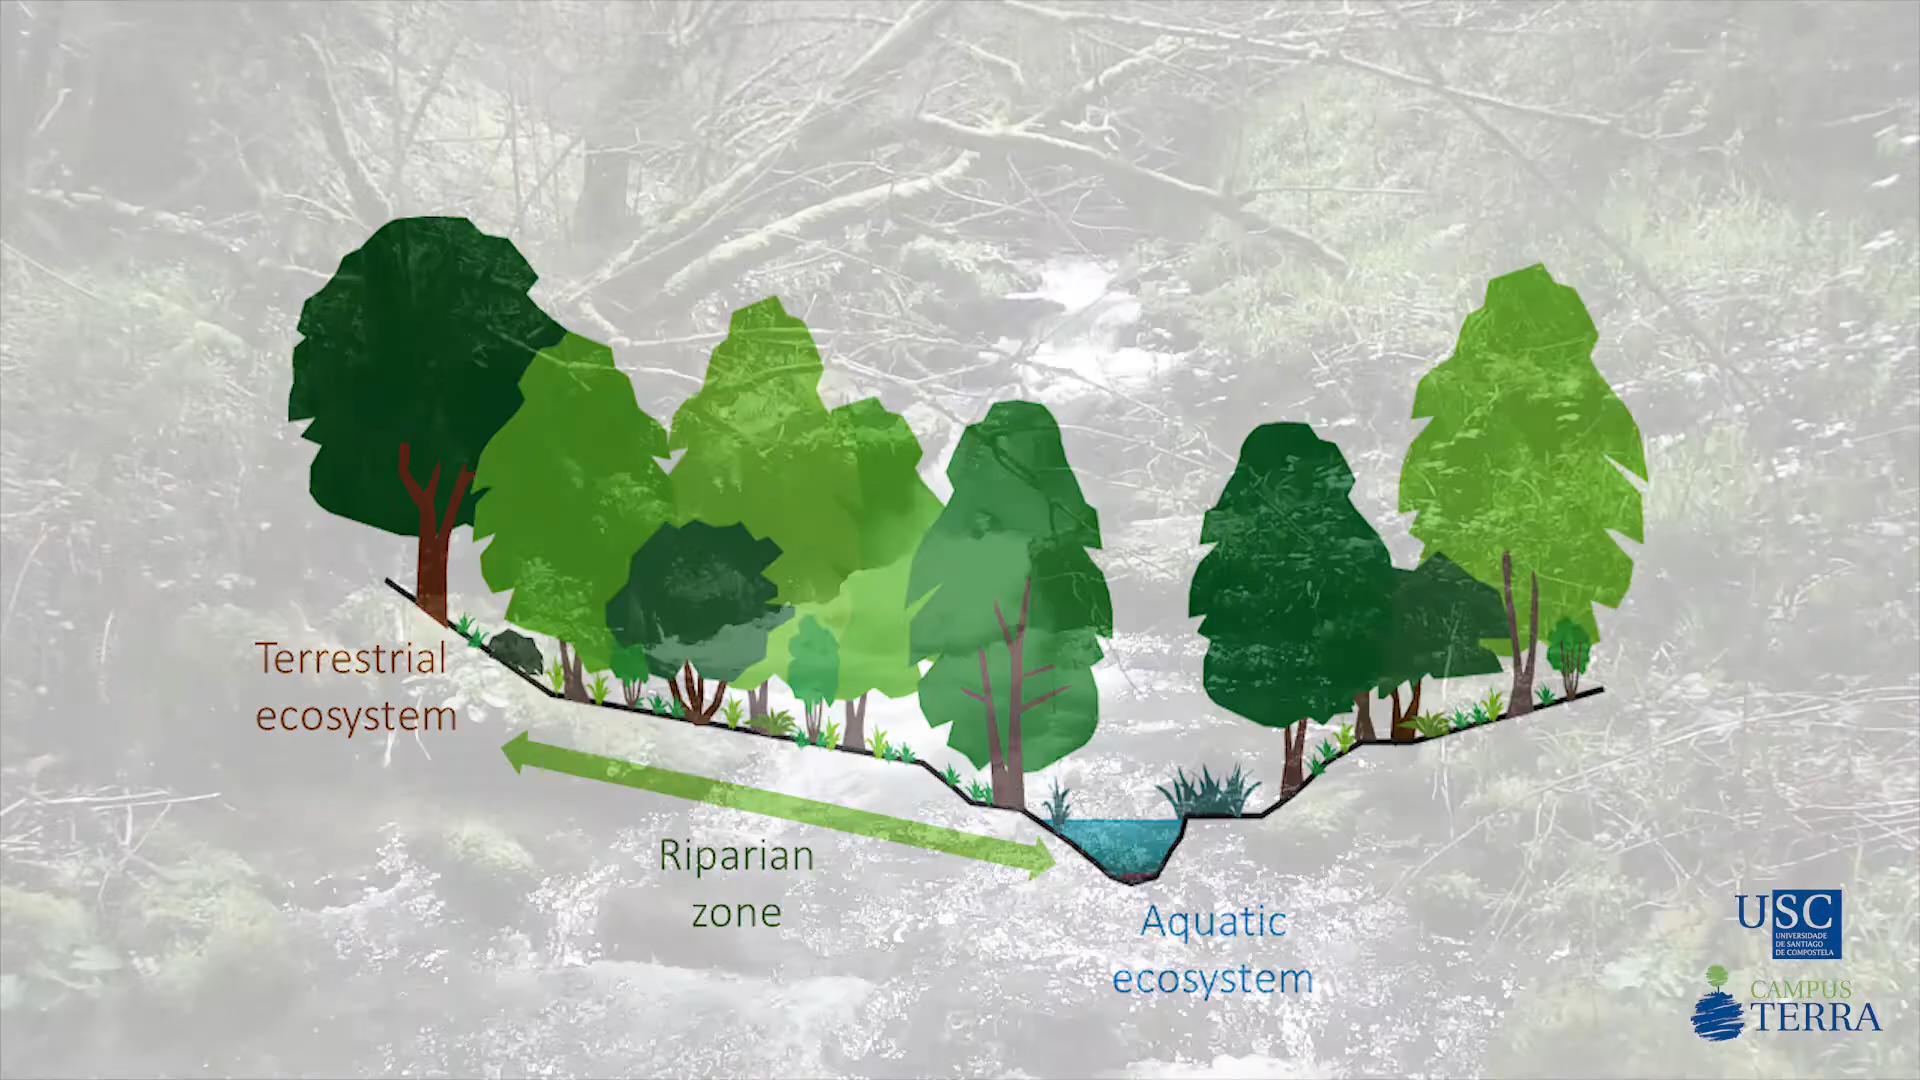 Terrestrial
ecosystem
Riparian
zone
Aquatic
ecosystem
USC
UNIVERSIDADE
DE SANTIAGO
DE COMPOSTELA
CAMPUS
TERRA